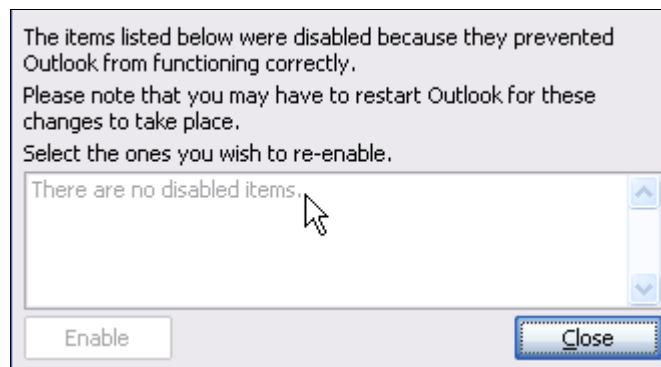 The items listed below were disabled because they prevented
Outlook from functioning correctly.
Please note that you may have to restart Outlook for these
changes to take place.
Select the ones you wish to re-enable.
There are no disabled items.
Enable
Close